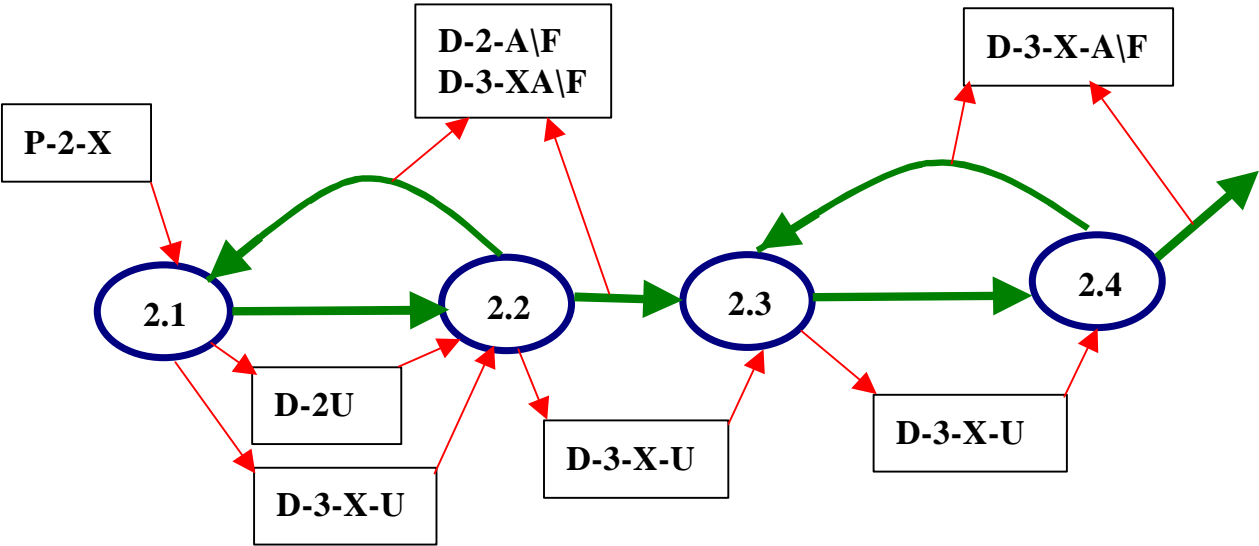 D-2-A\F
D-3-XA\F
D-3-X-A\F
P-2-X
2.1
2.2
2.3
2.4
D-2U
D-3-X-U
D-3-X-U
D-3-X-U